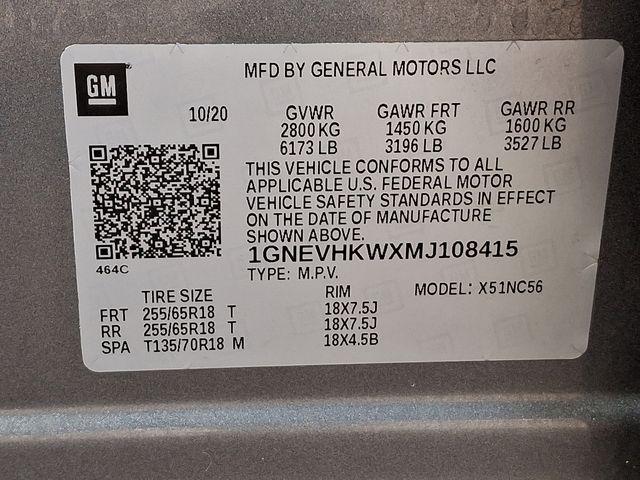 GM
MFD BY GENERAL MOTORS LLC
10/20 GVWR GAWR FRT GAWR RR
2800 KG 1450 KG 1600 KG
6173 LB 3196 LB 3527 LB
THIS VEHICLE CONFORMS TO ALL
APPLICABLE U.S. FEDERAL MOTOR
VEHICLE SAFETY STANDARDS IN EFFECT
ON THE DATE OF MANUFACTURE
SHOWN ABOVE.
464C
1GNEVHKWXMJ108415
TYPE: M.P.V.
TIRE SIZE RIM MODEL: X51NC56
FRT 255/65R18 T 18X7.5J
RR 255/65R18 T 18X7.5J
SPA T135/70R18 M 18X4.5B